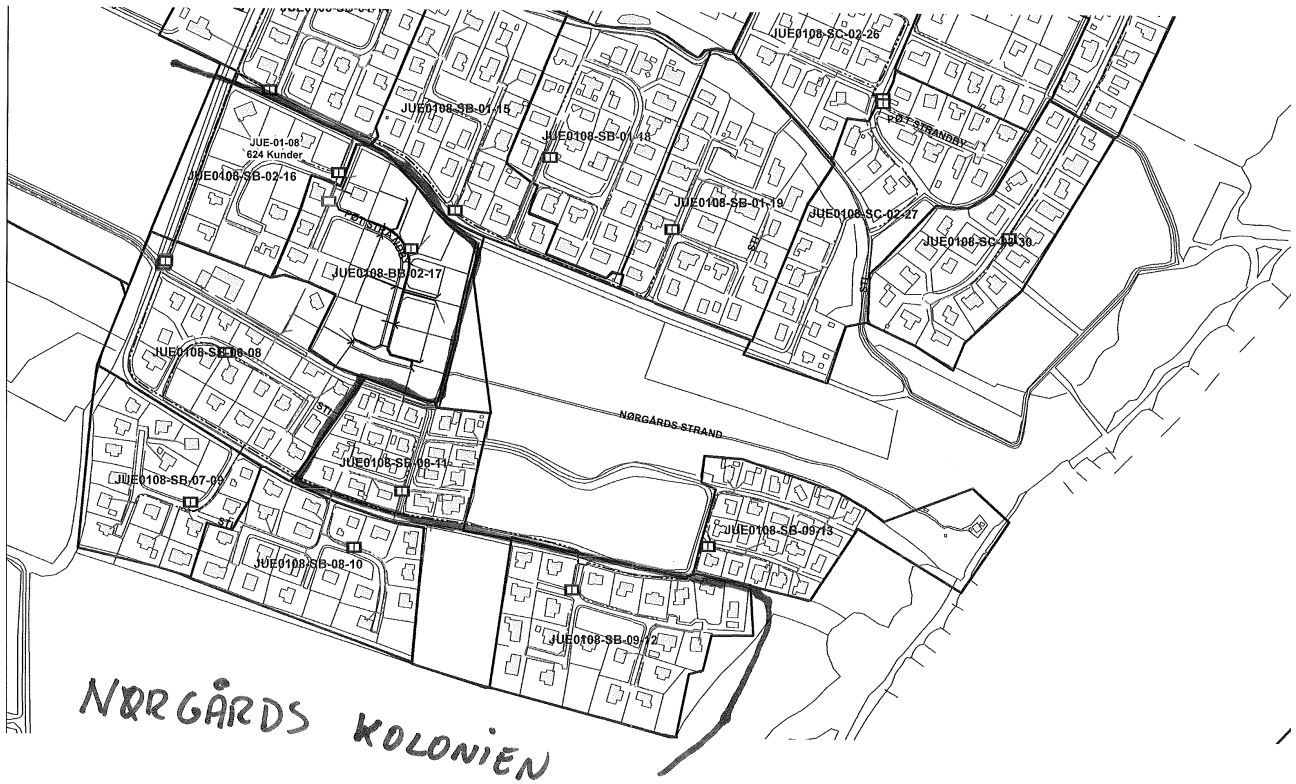 JUE0108-SC-02-26
JUE0108-SB-01-15
PØT STRANDBY
JUE0108-SB-01-18
JUE-01-08
624 Kunder
JUE0108-SB-02-16
JUE0108-SB-01-19
JUE0108-SC-02-27
STI
JUE0108-BB-02-17
STI
JUE0108-SB-06-08
STI
NØRGÅRDS STRAND
JUE0108-SB-08-11
JUE0108-SB-07-09
STI
JUE0108-SB-09-13
JUE0108-SB-08-10
JUE0108-SB-09-12
NØRGÅRDS KOLONIEN